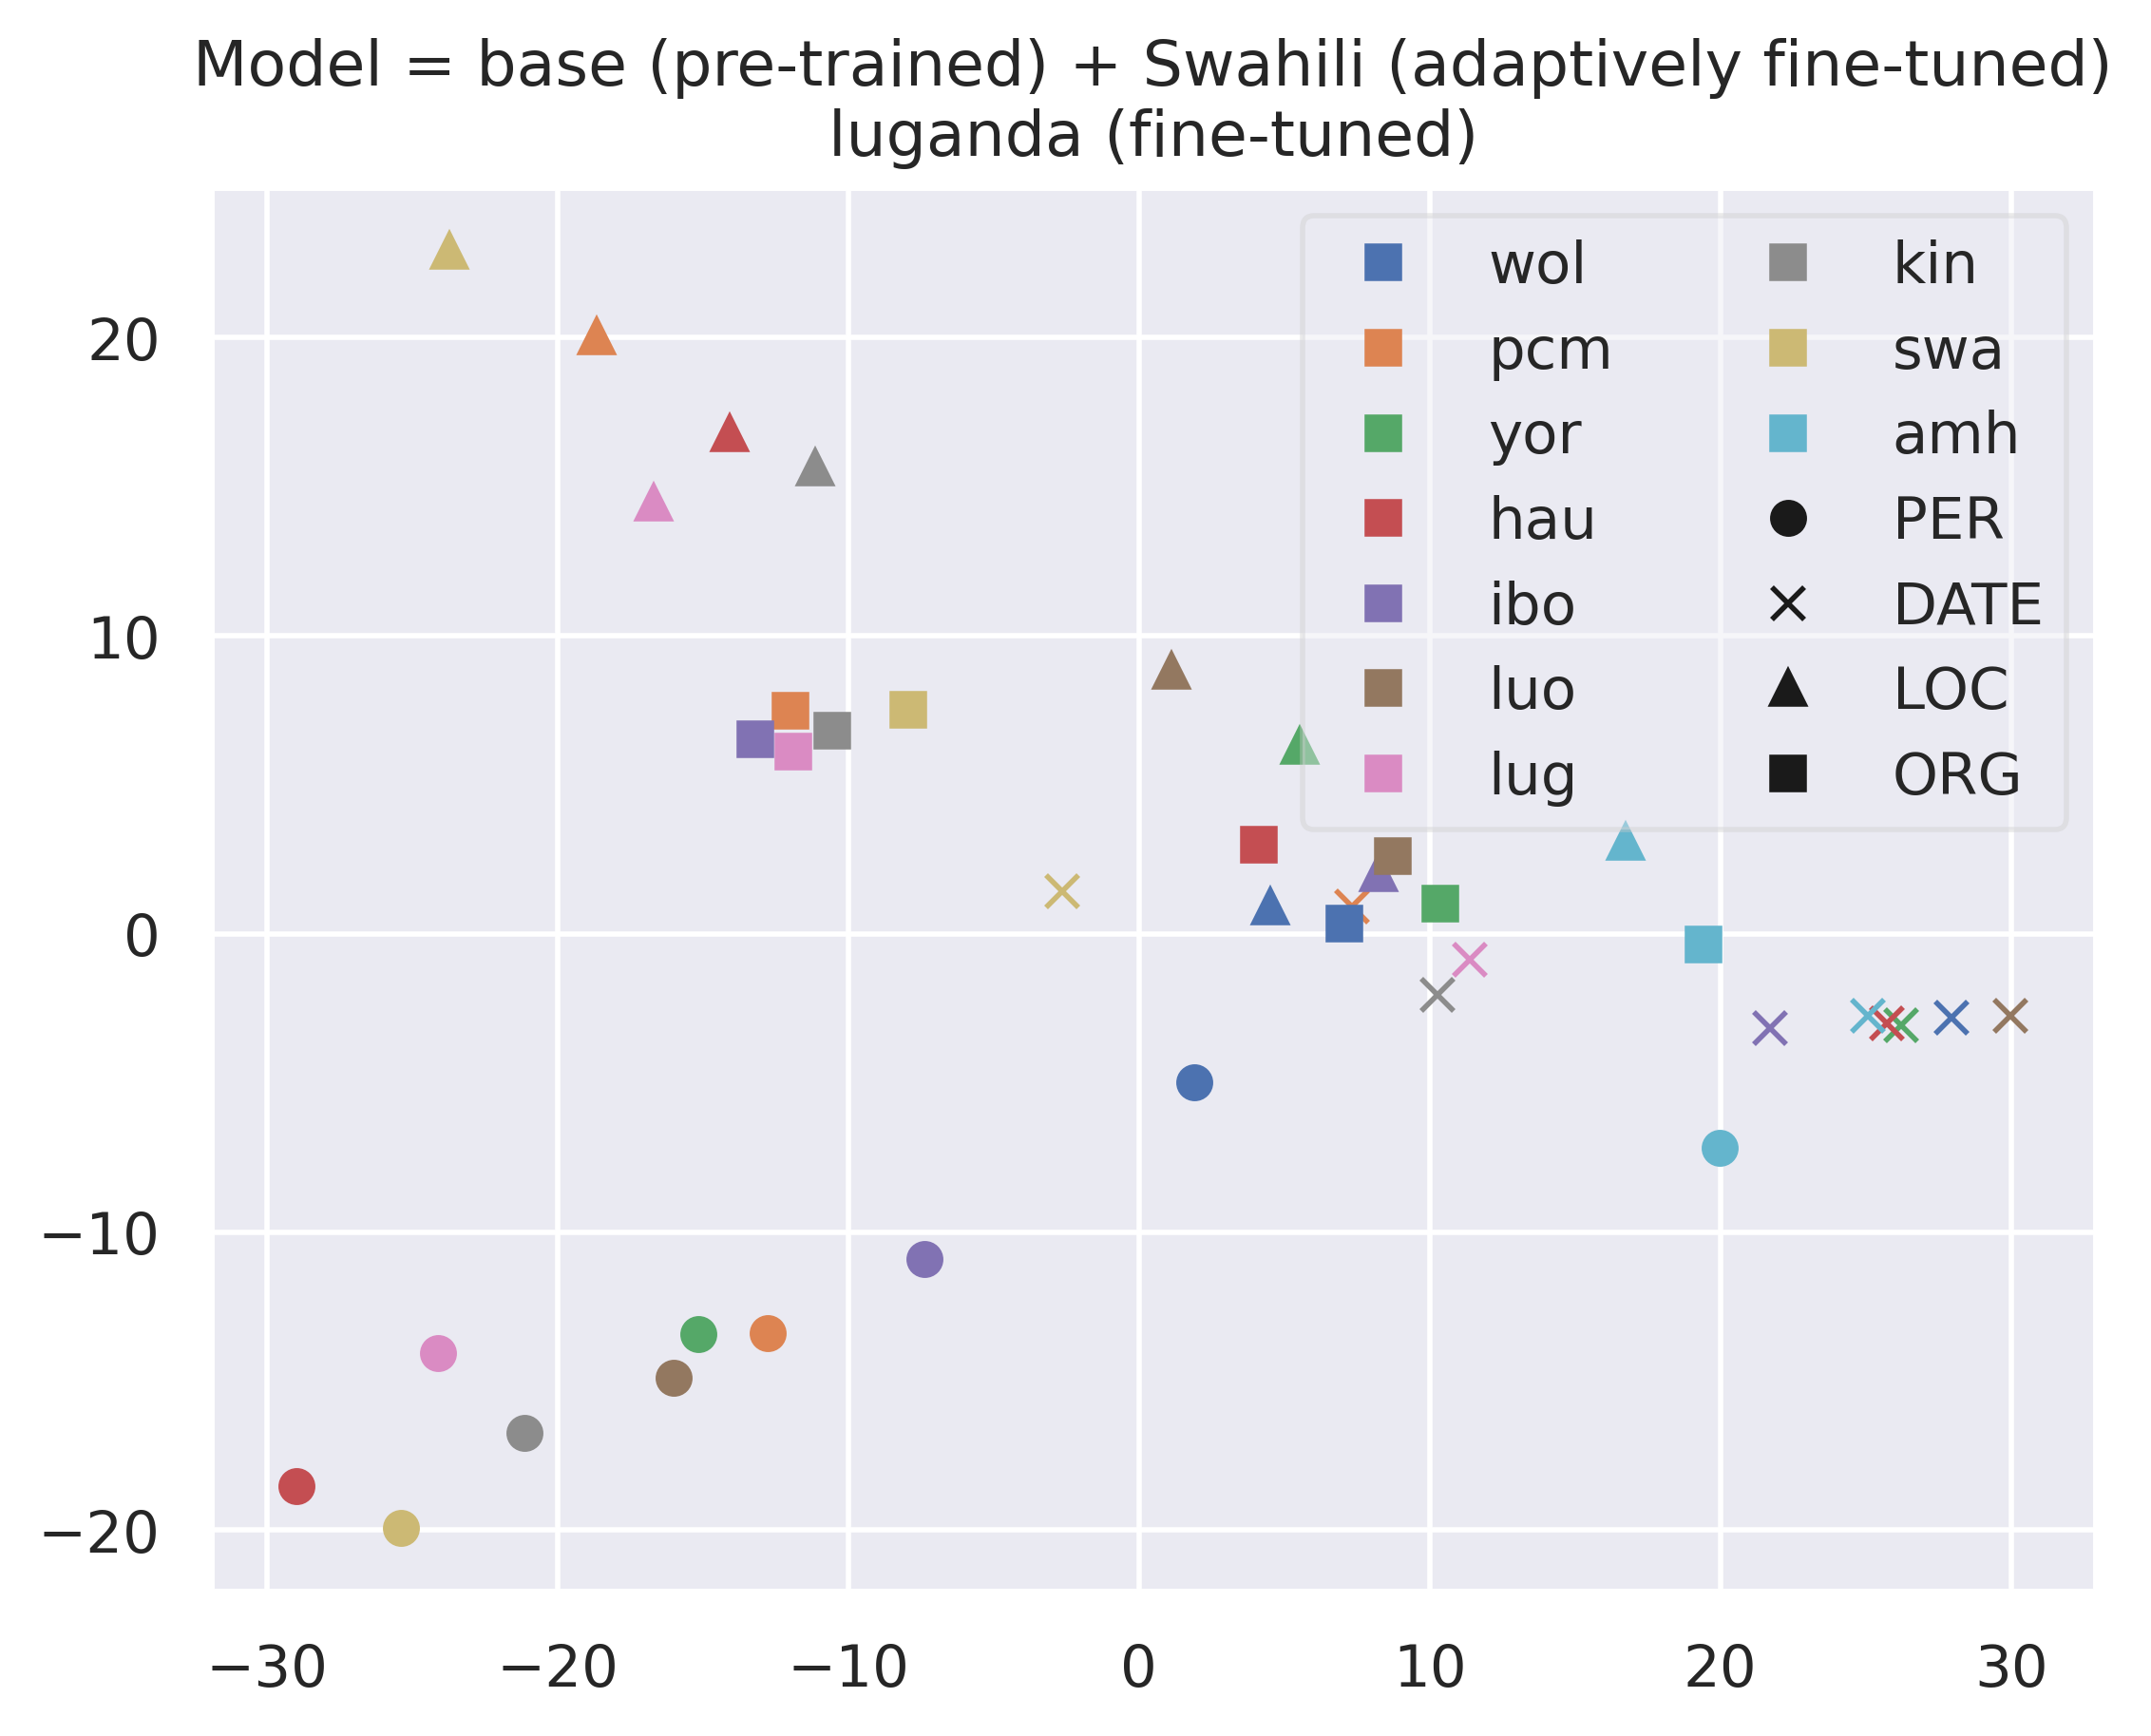 Model = base (pre-trained) + Swahili (adaptively fine-tuned)
luganda (fine-tuned)
wol
pcm
yor
hau
ibo
luo
lug
kin
swa
amh
PER
DATE
LOC
ORG
20
10
0
−10
−20
−30
−20
−10
0
10
20
30